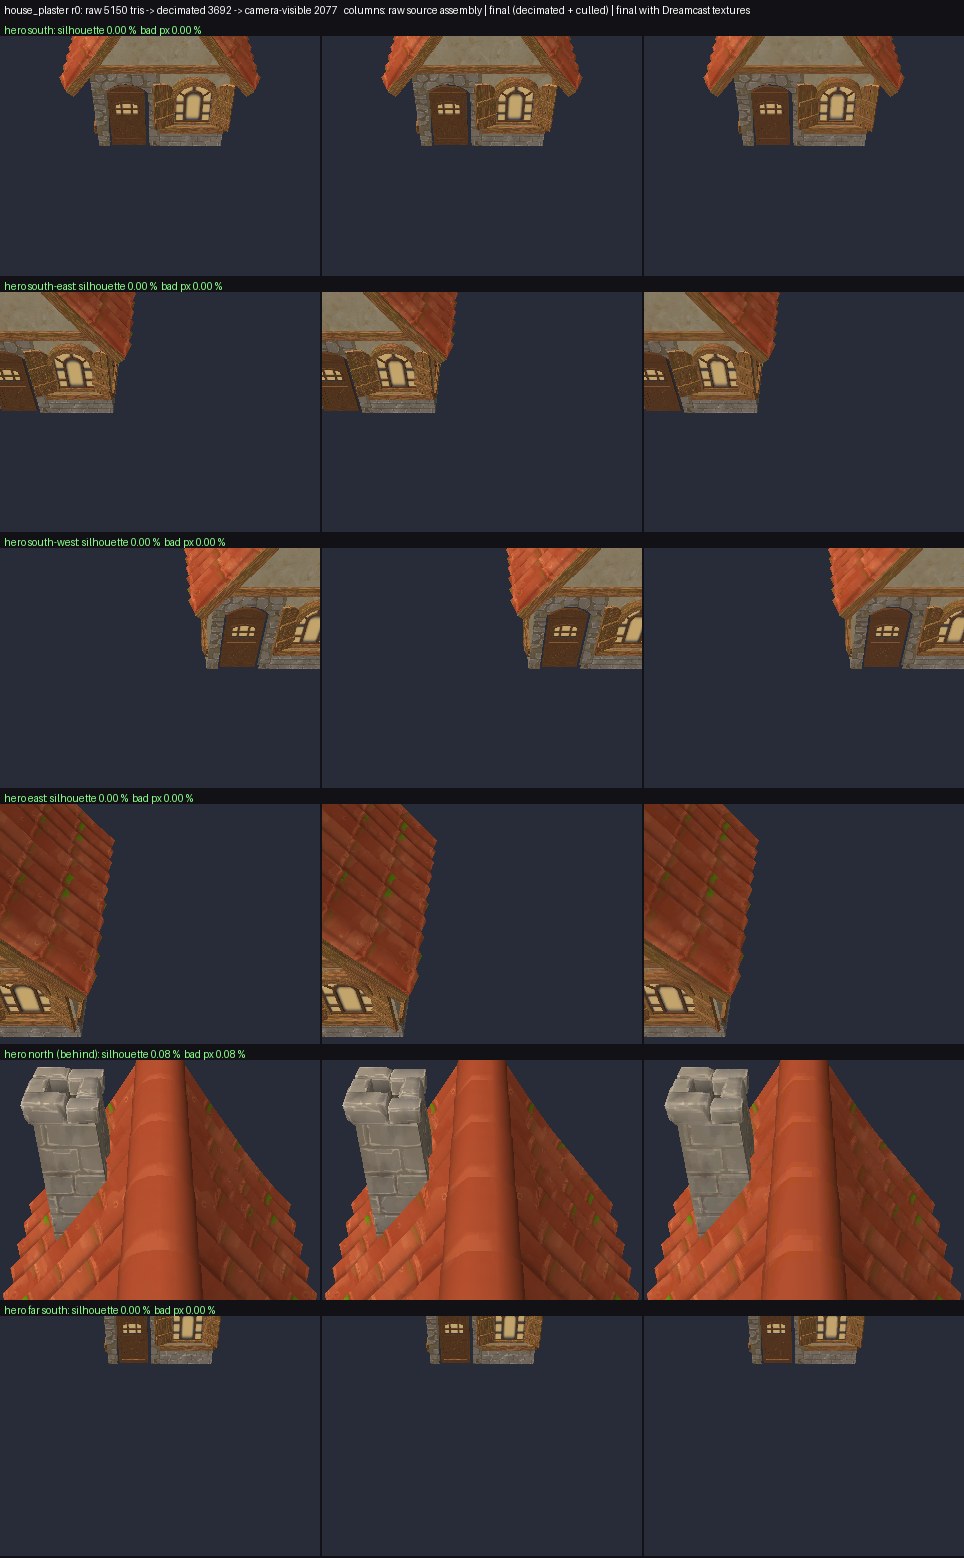 house_plaster r0: raw 5150 tris -> decimated 3692 -> camera-visible 2077 columns: raw source assembly | final (decimated + culled) | final with Dreamcast textures
hero south: silhouette 0.00 % bad px 0.00 %
hero south-east: silhouette 0.00 % bad px 0.00 %
hero south-west: silhouette 0.00 % bad px 0.00 %
hero east: silhouette 0.00 % bad px 0.00 %
hero north (behind): silhouette 0.08 % bad px 0.08 %
hero far south: silhouette 0.00 % bad px 0.00 %